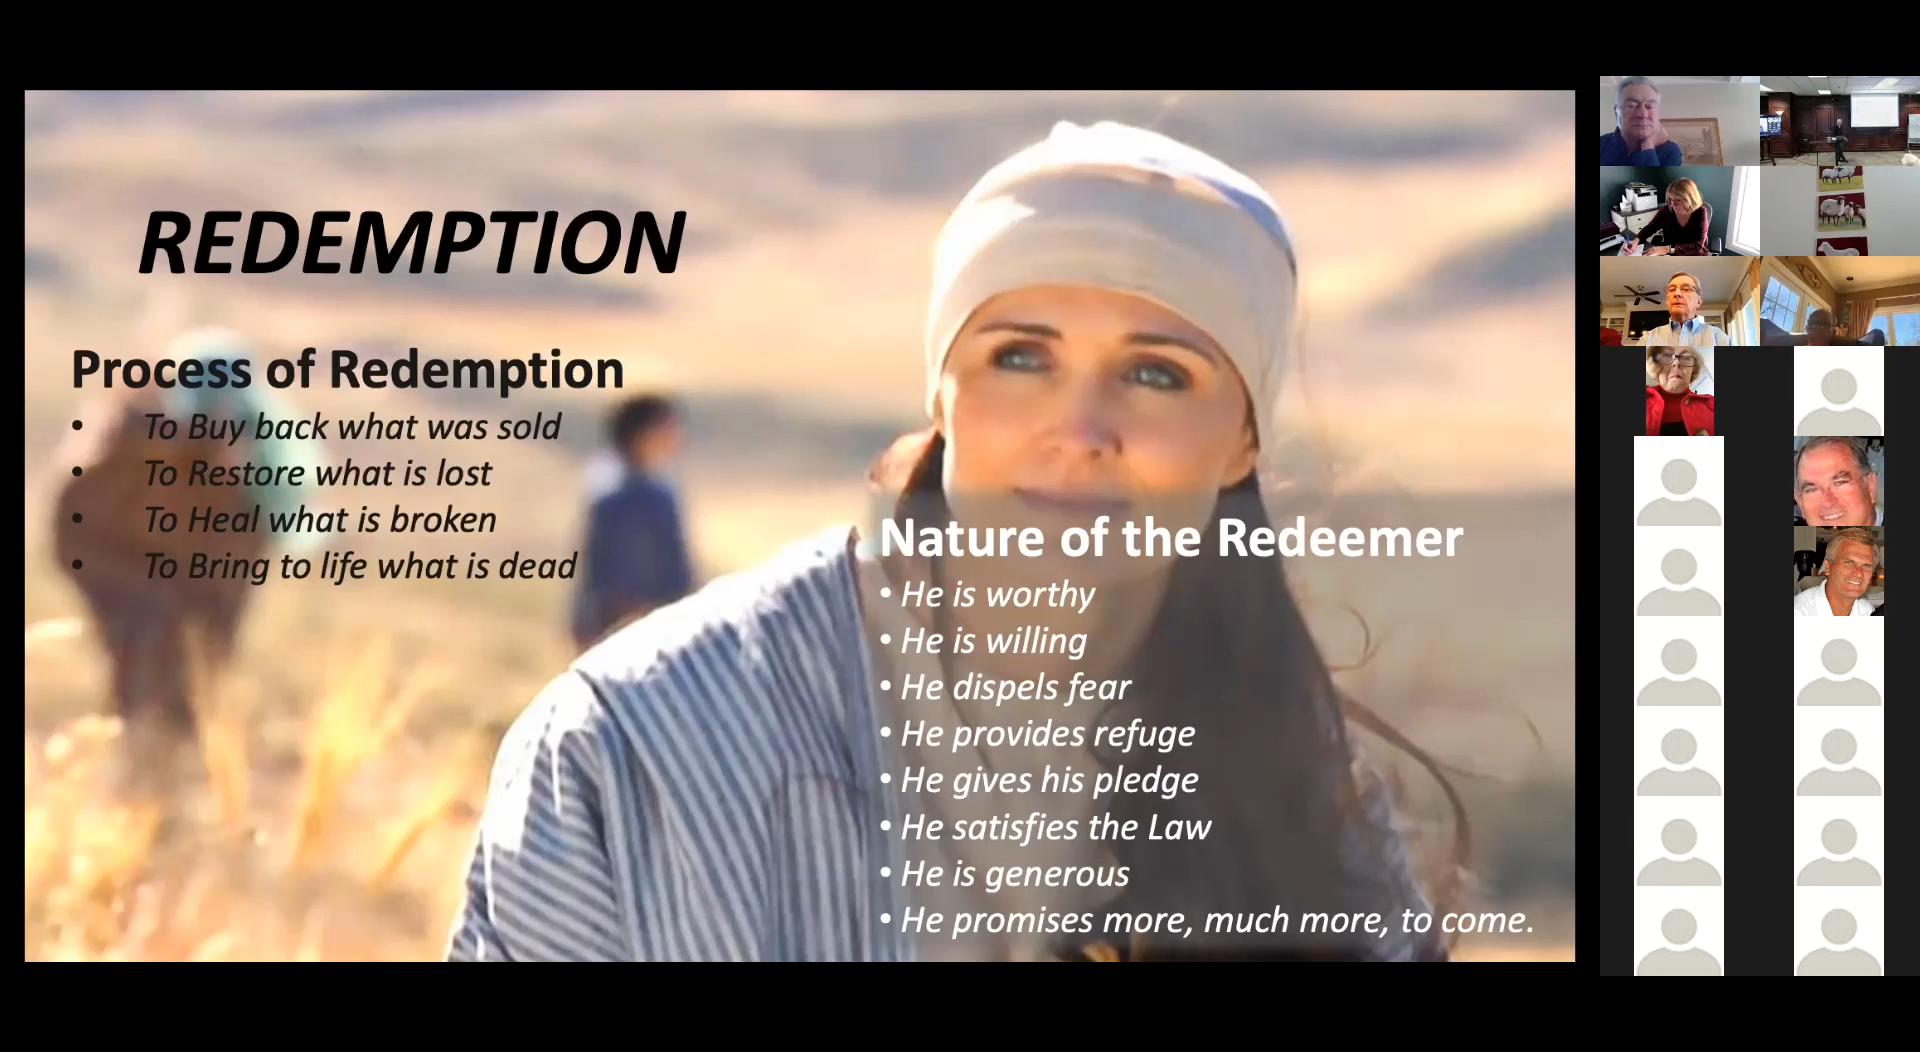 REDEMPTION
Process of Redemption
• To Buy back what was sold
• To Restore what is lost
• To Heal what is broken
• To Bring to life what is dead
Nature of the Redeemer
• He is worthy
• He is willing
• He dispels fear
• He provides refuge
• He gives his pledge
• He satisfies the Law
• He is generous
• He promises more, much more, to come.